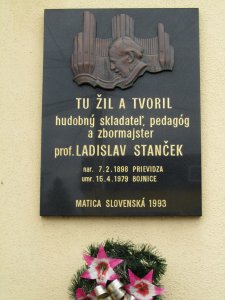 TU ŽIL A TVORIL
hudobný skladateľ, pedagóg
a zbormajster
prof. LADISLAV STANČEK
nar. 7. 2. 1898 PRIEVIDZA
umr. 15. 4. 1979 BOJNICE
MATICA SLOVENSKÁ 1993